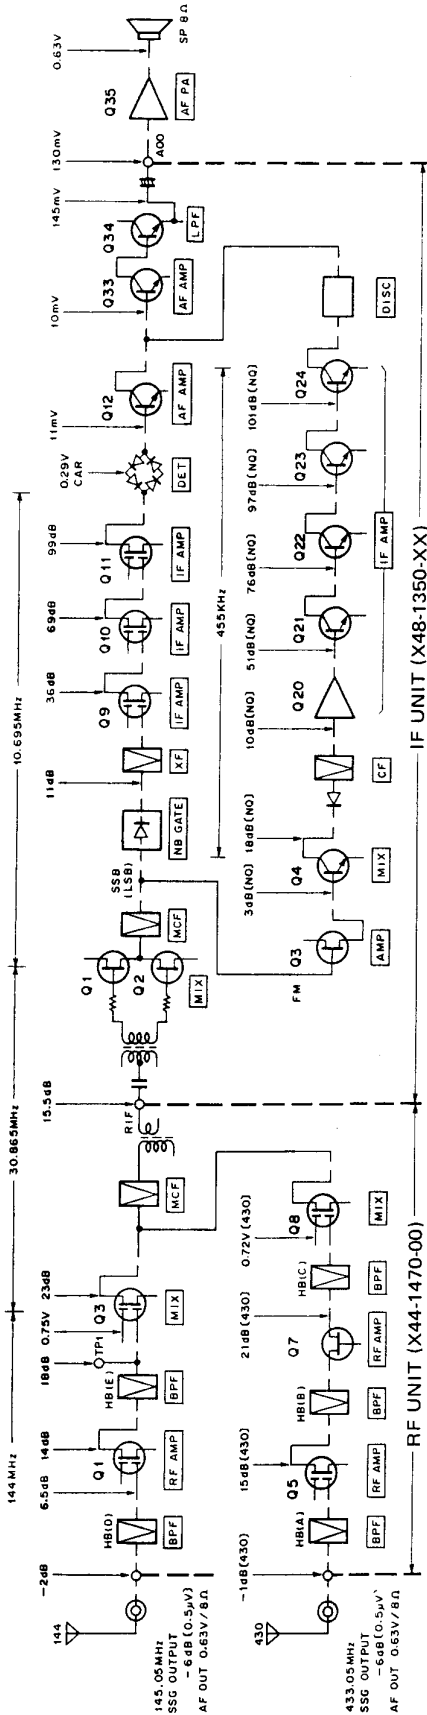 144MHz
30.865MHz
10.695MHz
-2dB
6.5dB
14dB
18dB
0.75V
23dB
15.5dB
11dB
36dB
69dB
99dB
0.29V
CAR
11mV
10mV
145mV
130mV
0.63V
144
HB(D)
BPF
Q1
RF AMP
HB(E)
BPF
TP1
Q3
MIX
MCF
RIF
Q1
Q2
MIX
MCF
SSB
(LSB)
NB GATE
XF
Q9
IF AMP
Q10
IF AMP
Q11
IF AMP
DET
Q12
AF AMP
Q33
AF AMP
Q34
LPF
AOO
Q35
AF PA
SP 8Ω
145.05MHz
SSG OUTPUT
-6dB(0.5μV)
AF OUT 0.63V/8Ω
455KHz
-1dB(430)
15dB(430)
21dB(430)
0.72V(430)
3dB(NQ)
18dB(NQ)
10dB(NQ)
51dB(NQ)
76dB(NQ)
97dB(NQ)
101dB(NQ)
430
HB(A)
BPF
Q5
RF AMP
HB(B)
BPF
Q7
RF AMP
HB(C)
BPF
Q8
MIX
FM
Q3
AMP
Q4
MIX
CF
Q20
Q21
Q22
Q23
Q24
IF AMP
DISC
433.05MHz
SSG OUTPUT
-6dB(0.5μV)
AF OUT 0.63V/8Ω
RF UNIT (X44-1470-00)
IF UNIT (X48-1350-XX)